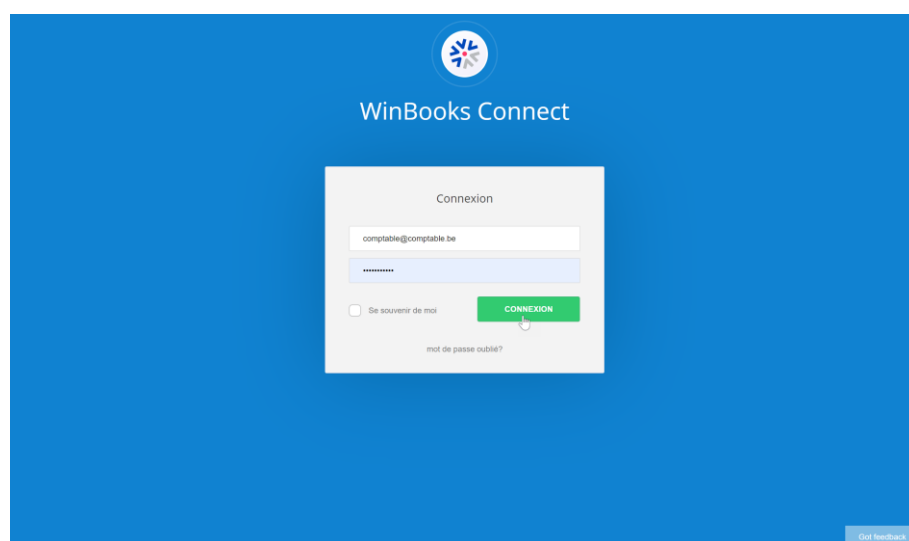 WinBooks Connect
Connexion
comptable@comptable.be
•••••••••••
Se souvenir de moi
CONNEXION
mot de passe oublié?
Got feedback